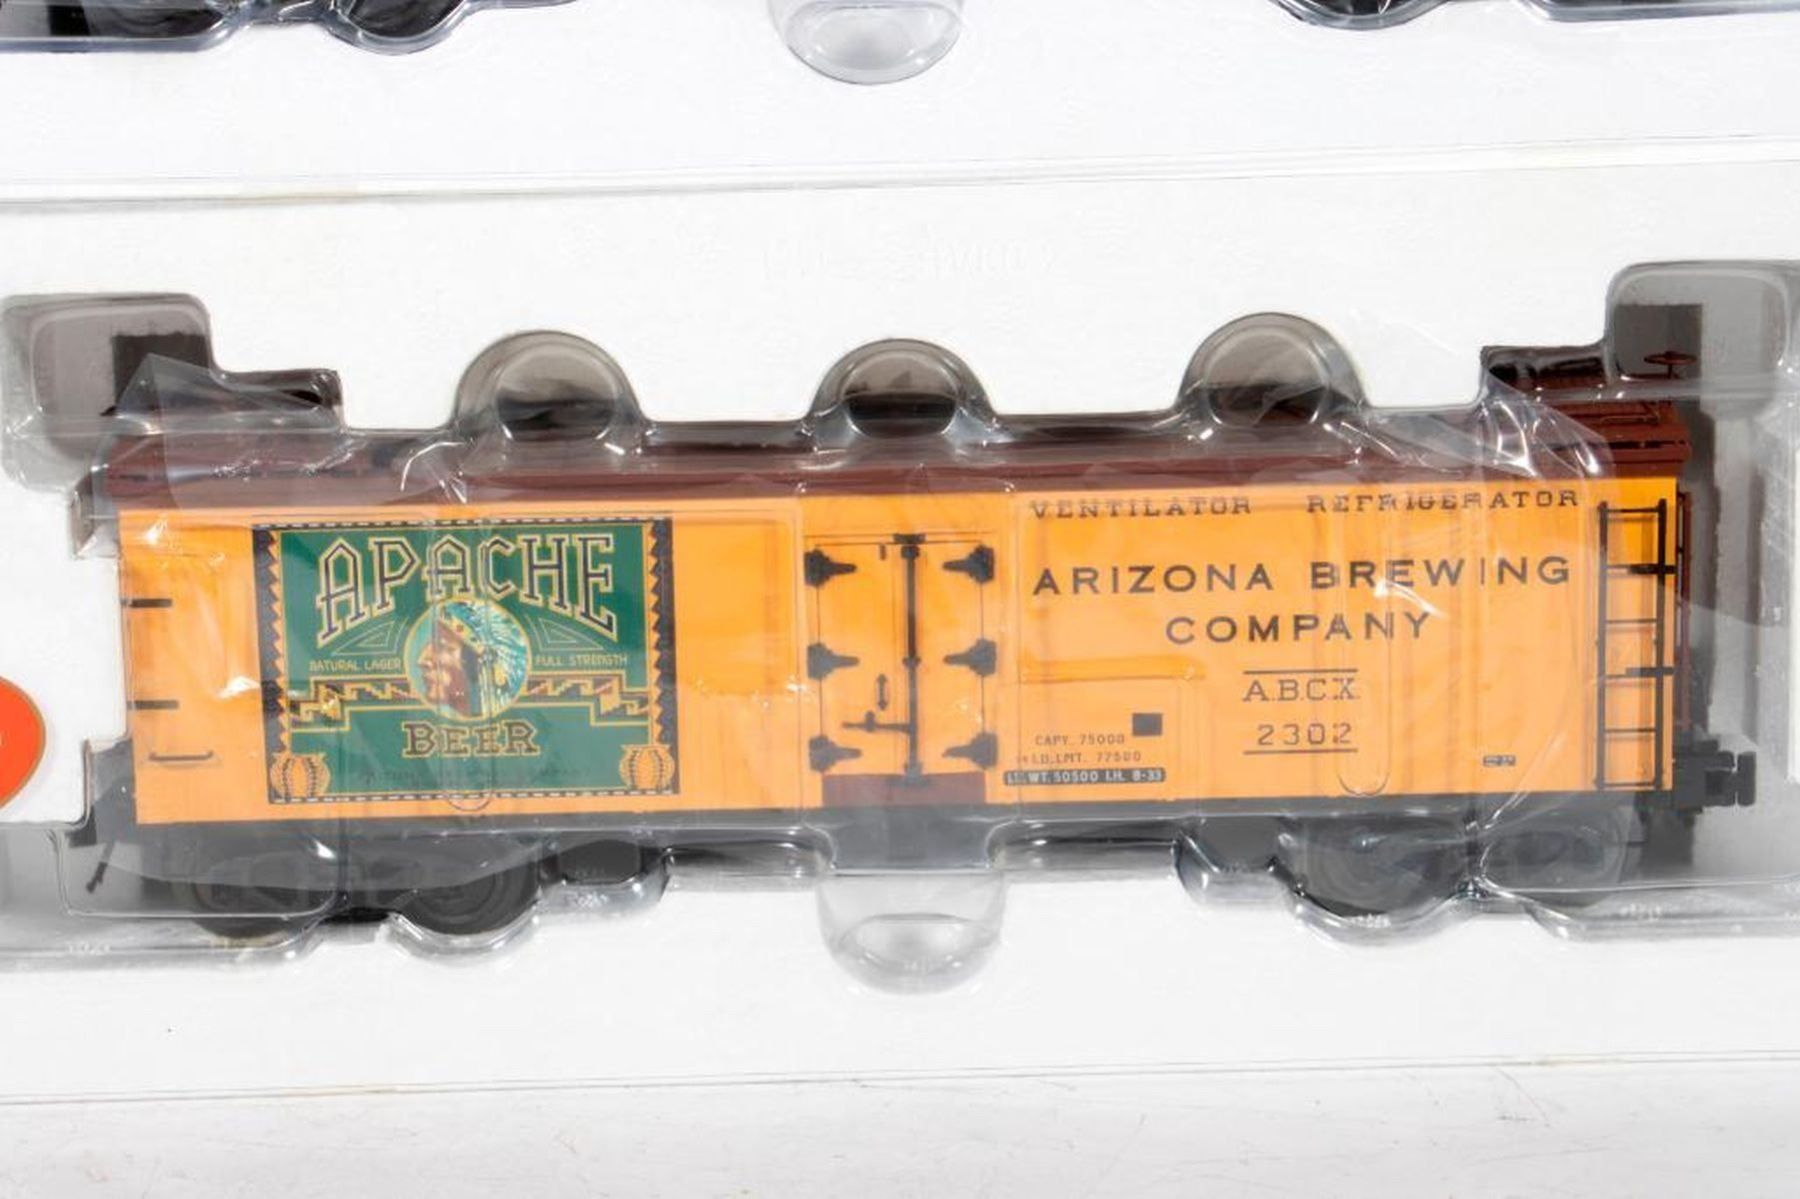 APACHE
NATURAL LAGER FULL STRENGTH
BEER
VENTILATOR REFRIGERATOR
ARIZONA BREWING
COMPANY
A.B.C.X.
2302
CAPY. 75000
LD. LMT. 77500
LT. WT. 50500 LH. 8-33